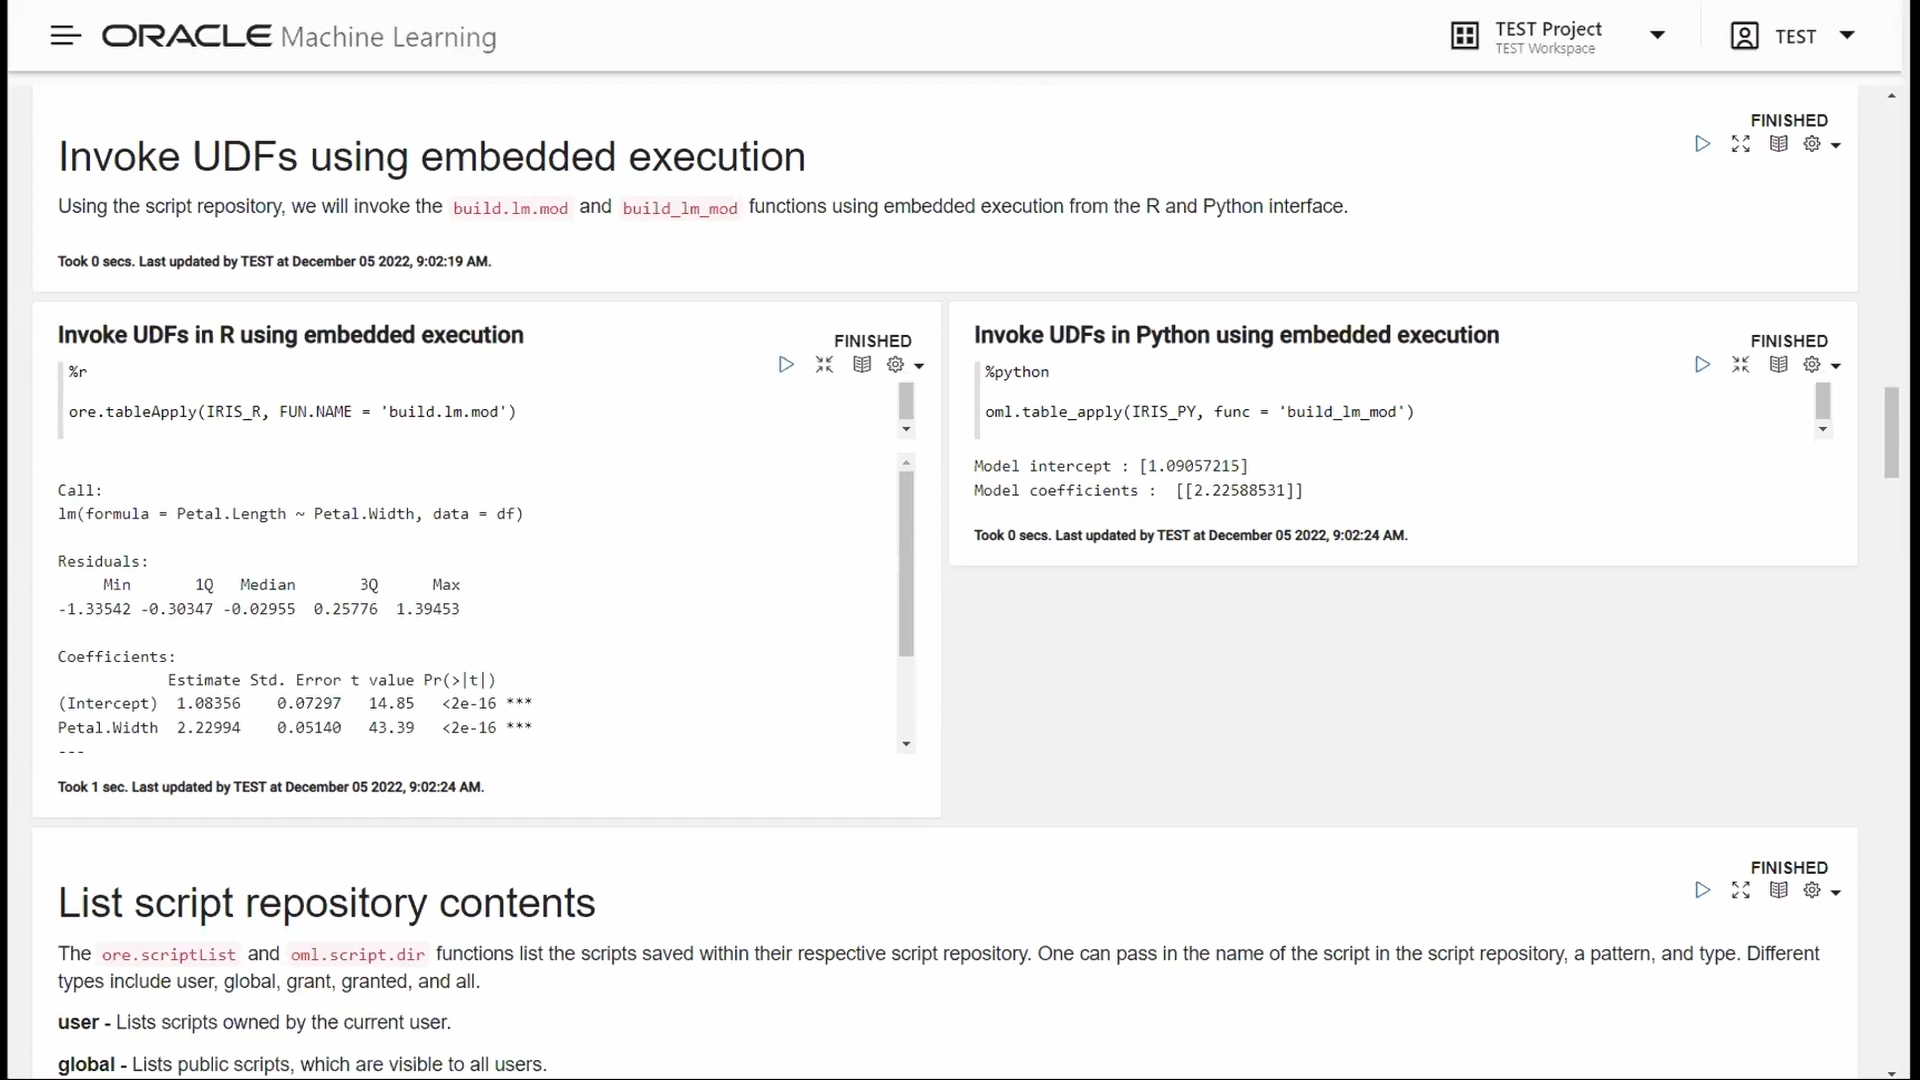 ORACLE Machine Learning
TEST Project
TEST Workspace
TEST
FINISHED
Invoke UDFs using embedded execution
Using the script repository, we will invoke the build.lm.mod and build_lm_mod functions using embedded execution from the R and Python interface.
Took 0 secs. Last updated by TEST at December 05 2022, 9:02:19 AM.
Invoke UDFs in R using embedded execution
FINISHED
%r
ore.tableApply(IRIS_R, FUN.NAME = 'build.lm.mod')
Call:
lm(formula = Petal.Length ~ Petal.Width, data = df)
Residuals:
Min 1Q Median 3Q Max
-1.33542 -0.30347 -0.02955 0.25776 1.39453
Coefficients:
Estimate Std. Error t value Pr(>|t|)
(Intercept) 1.08356 0.07297 14.85 <2e-16 ***
Petal.Width 2.22994 0.05140 43.39 <2e-16 ***
---
Took 1 sec. Last updated by TEST at December 05 2022, 9:02:24 AM.
Invoke UDFs in Python using embedded execution
FINISHED
%python
oml.table_apply(IRIS_PY, func = 'build_lm_mod')
Model intercept : [1.09057215]
Model coefficients : [[2.22588531]]
Took 0 secs. Last updated by TEST at December 05 2022, 9:02:24 AM.
FINISHED
List script repository contents
The ore.scriptList and oml.script.dir functions list the scripts saved within their respective script repository. One can pass in the name of the script in the script repository, a pattern, and type. Different
types include user, global, grant, granted, and all.
user - Lists scripts owned by the current user.
global - Lists public scripts, which are visible to all users.